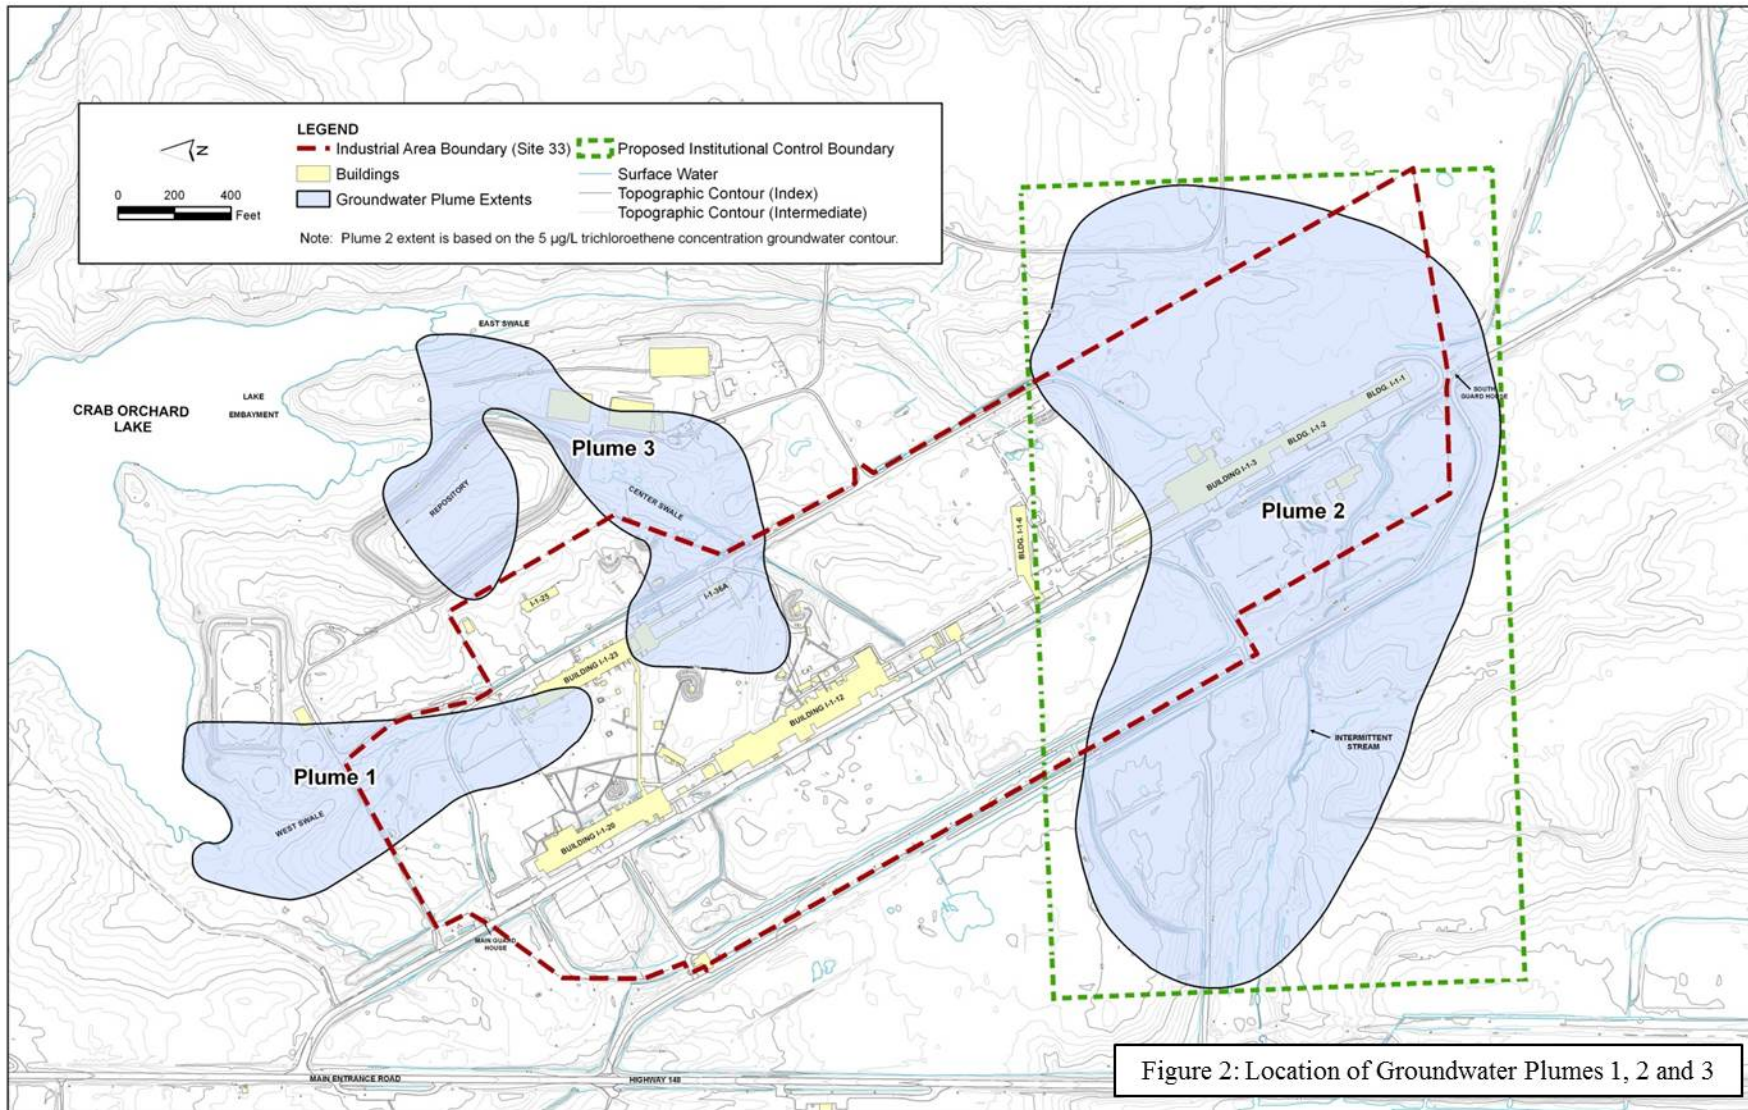 LEGEND
Industrial Area Boundary (Site 33)
Proposed Institutional Control Boundary
Buildings
Surface Water
Groundwater Plume Extents
Topographic Contour (Index)
Topographic Contour (Intermediate)
N
0 200 400
Feet
Note: Plume 2 extent is based on the 5 µg/L trichloroethene concentration groundwater contour.
EAST SWALE
LAKE
EMBAYMENT
CRAB ORCHARD
LAKE
Plume 3
REPOSITORY
CENTER SWALE
BLDG. I-1-1
SOUTH
GUARD HOUSE
BLDG. I-1-2
BUILDING I-1-3
Plume 2
BLDG. I-1-6
I-1-36A
I-1-25
BUILDING I-1-23
BUILDING I-1-12
Plume 1
WEST SWALE
INTERMITTENT
STREAM
BUILDING I-1-20
MAIN GUARD
HOUSE
MAIN ENTRANCE ROAD
HIGHWAY 148
Figure 2: Location of Groundwater Plumes 1, 2 and 3